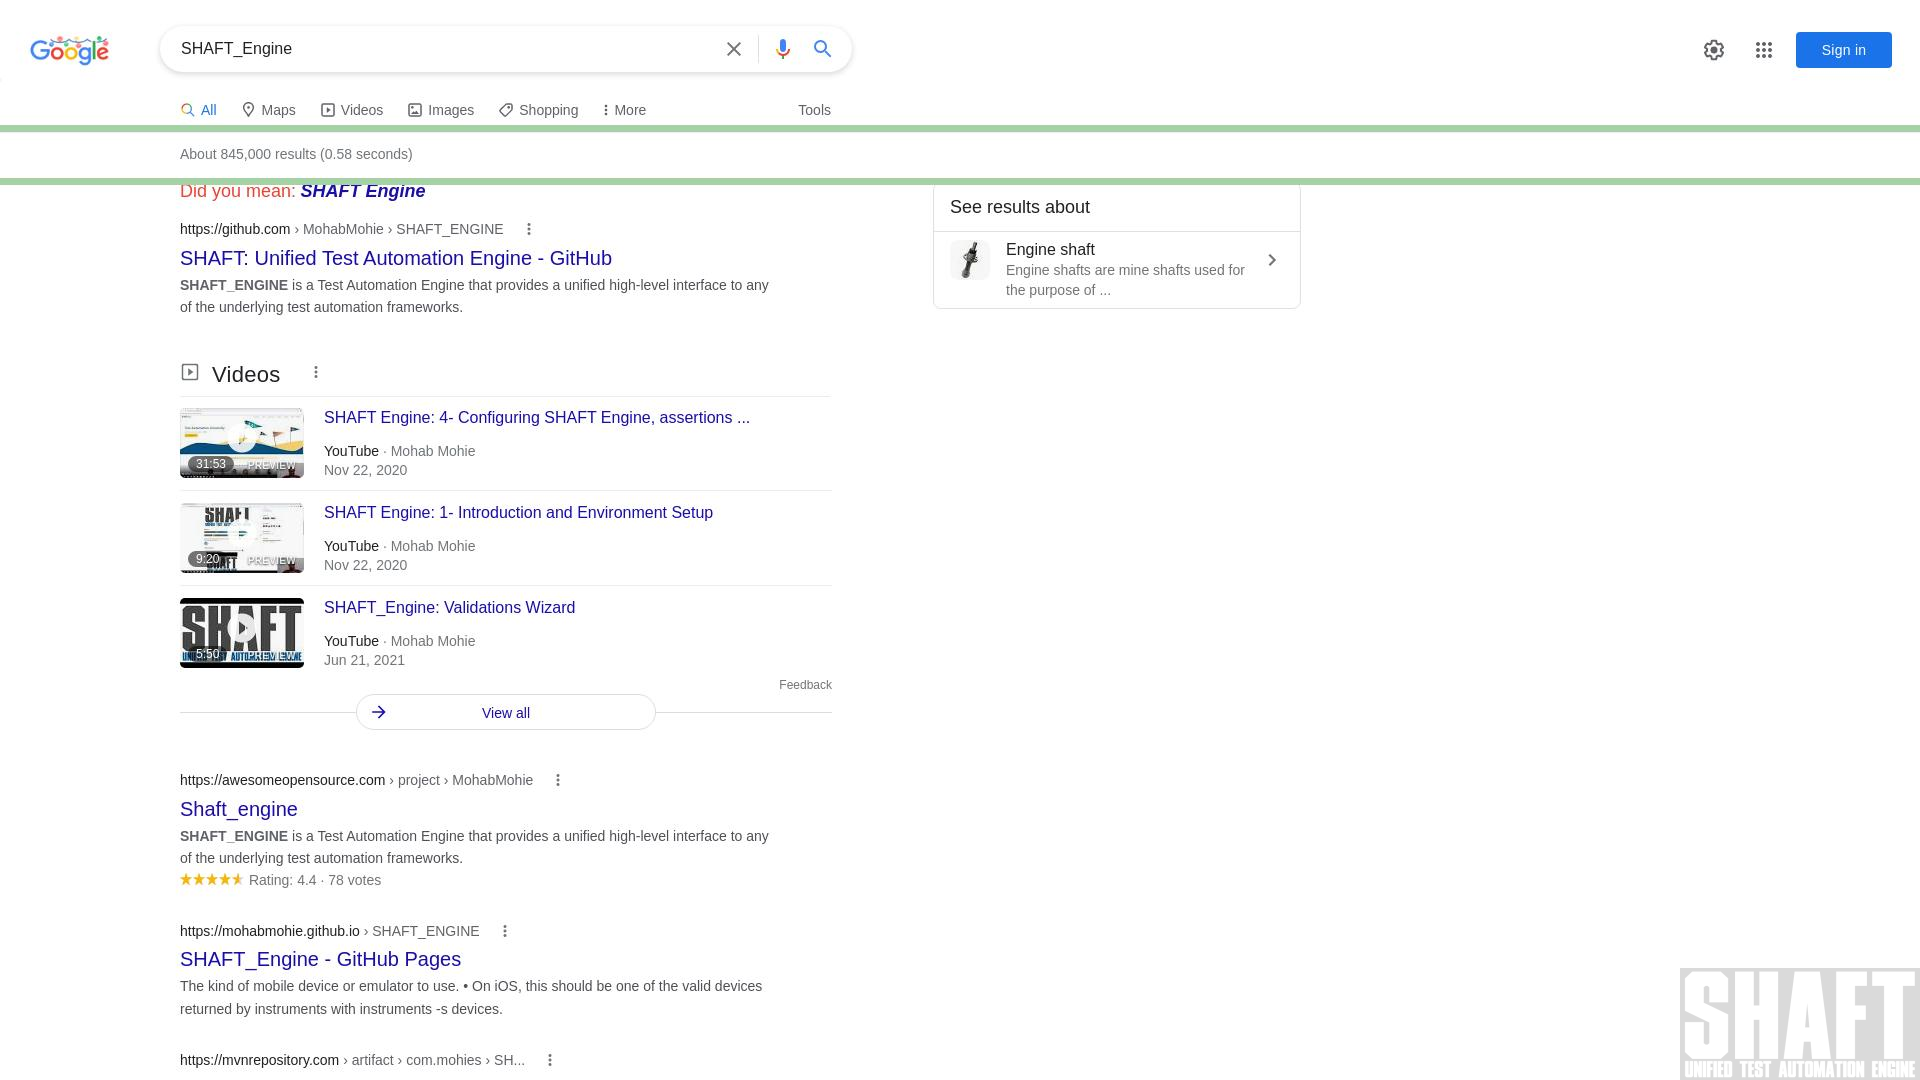 Google
SHAFT_Engine
Sign in
All
Maps
Videos
Images
Shopping
More
Tools
About 845,000 results (0.58 seconds)
Did you mean: SHAFT Engine
https://github.com › MohabMohie › SHAFT_ENGINE
SHAFT: Unified Test Automation Engine - GitHub
SHAFT_ENGINE is a Test Automation Engine that provides a unified high-level interface to any
of the underlying test automation frameworks.
See results about
Engine shaft
Engine shafts are mine shafts used for
the purpose of ...
Videos
SHAFT Engine: 4- Configuring SHAFT Engine, assertions ...
31:53
PREVIEW
YouTube · Mohab Mohie
Nov 22, 2020
SHAFT
SHAFT Engine: 1- Introduction and Environment Setup
9:20
PREVIEW
SHAFT
YouTube · Mohab Mohie
Nov 22, 2020
SHAFT
UNIFIED TEST AUTOMATION ENGINE
5:50
PREVIEW
SHAFT_Engine: Validations Wizard
YouTube · Mohab Mohie
Jun 21, 2021
Feedback
View all
https://awesomeopensource.com › project › MohabMohie
Shaft_engine
SHAFT_ENGINE is a Test Automation Engine that provides a unified high-level interface to any
of the underlying test automation frameworks.
Rating: 4.4 · 78 votes
https://mohabmohie.github.io › SHAFT_ENGINE
SHAFT_Engine - GitHub Pages
The kind of mobile device or emulator to use. • On iOS, this should be one of the valid devices
returned by instruments with instruments -s devices.
https://mvnrepository.com › artifact › com.mohies › SH...
SHAFT
UNIFIED TEST AUTOMATION ENGINE